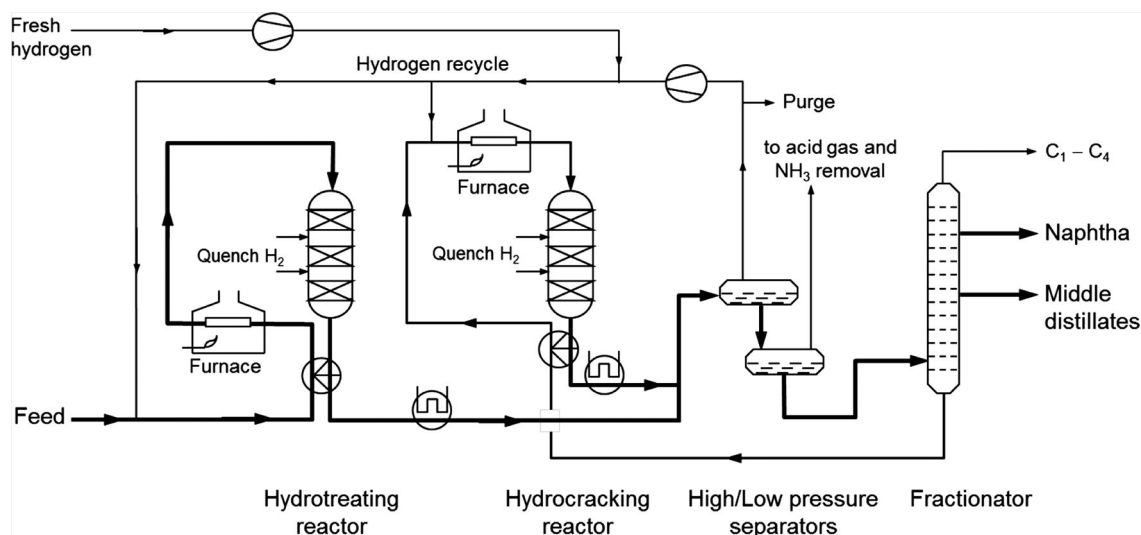 Fresh
hydrogen
Hydrogen recycle
Purge
to acid gas and
NH₃ removal
C₁ – C₄
Furnace
Quench H₂
Quench H₂
Naphtha
Middle
distillates
Furnace
Feed
Hydrotreating
reactor
Hydrocracking
reactor
High/Low pressure
separators
Fractionator